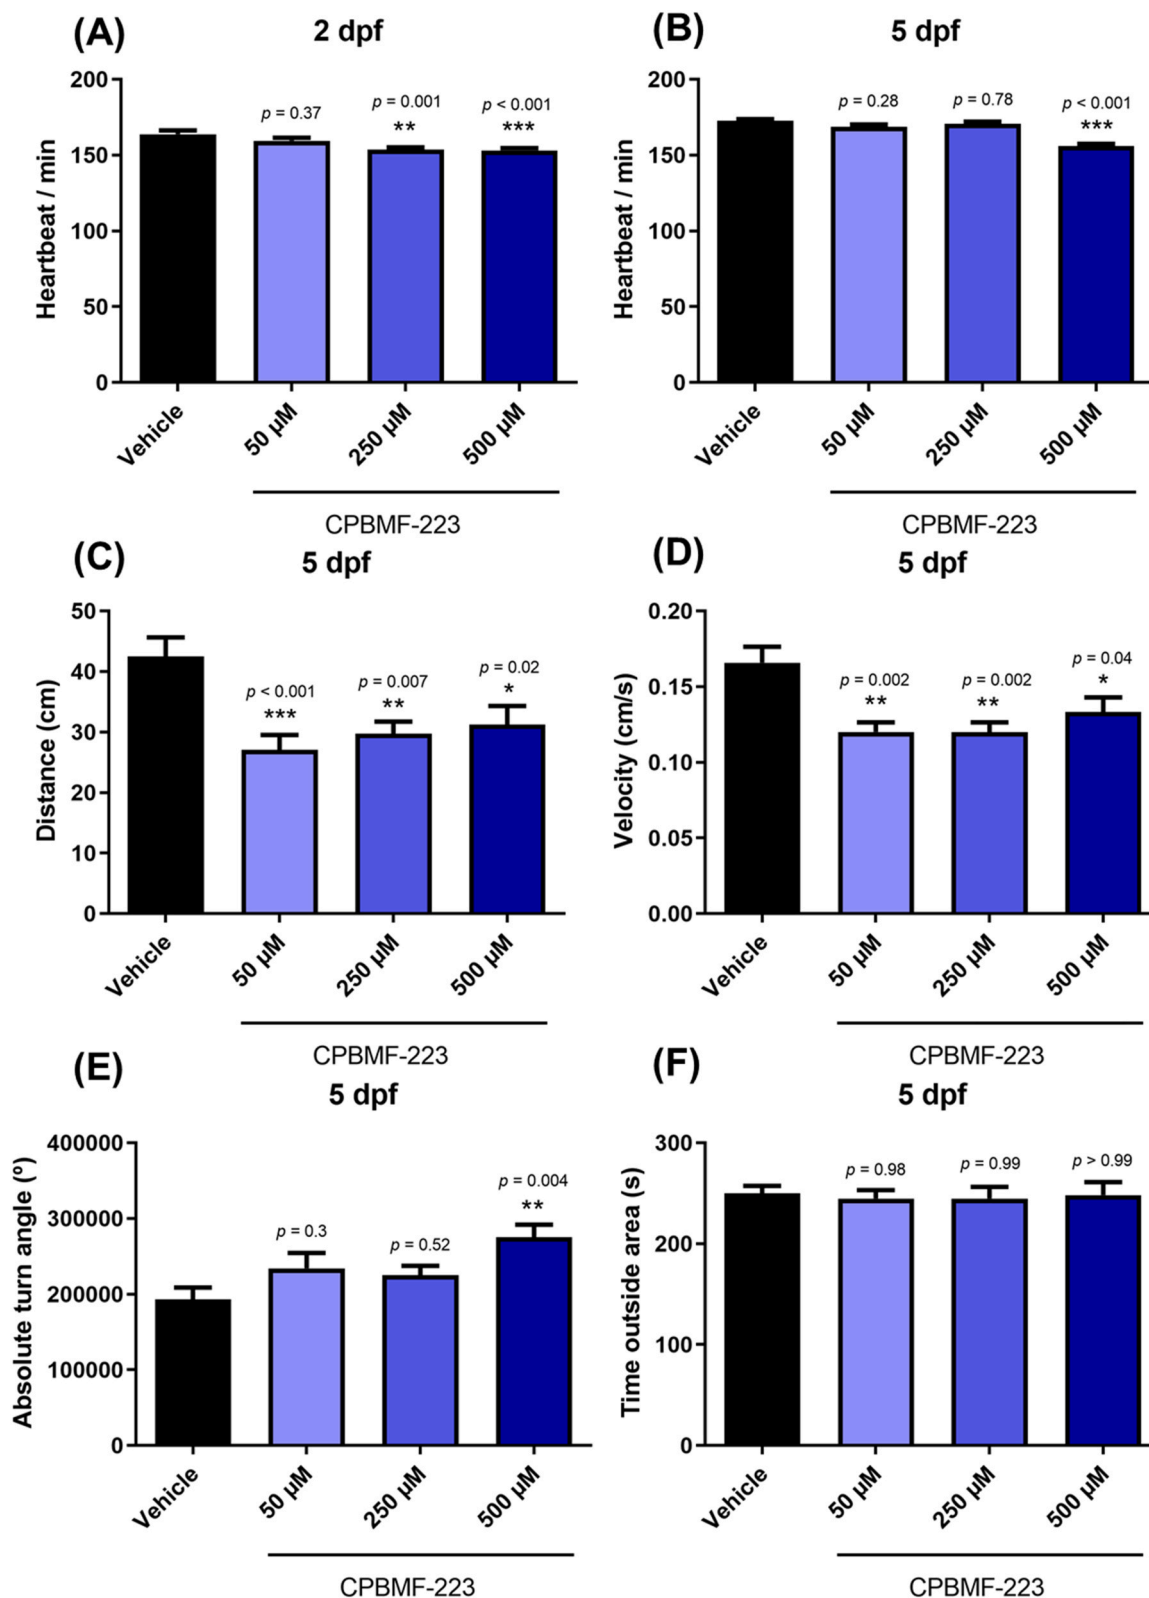 (A)
2 dpf
Heartbeat / min
200
150
100
50
0
p = 0.37
p = 0.001
**
p < 0.001
***
Vehicle
50 µM
250 µM
500 µM
CPBMF-223
(B)
5 dpf
Heartbeat / min
200
150
100
50
0
p = 0.28
p = 0.78
p < 0.001
***
Vehicle
50 µM
250 µM
500 µM
CPBMF-223
(C)
5 dpf
Distance (cm)
50
40
30
20
10
0
p < 0.001
***
p = 0.007
**
p = 0.02
*
Vehicle
50 µM
250 µM
500 µM
CPBMF-223
(D)
5 dpf
Velocity (cm/s)
0.20
0.15
0.10
0.05
0.00
p = 0.002
**
p = 0.002
**
p = 0.04
*
Vehicle
50 µM
250 µM
500 µM
CPBMF-223
(E)
5 dpf
Absolute turn angle (º)
400000
300000
200000
100000
0
p = 0.3
p = 0.52
p = 0.004
**
Vehicle
50 µM
250 µM
500 µM
CPBMF-223
(F)
5 dpf
Time outside area (s)
300
200
100
0
p = 0.98
p = 0.99
p > 0.99
Vehicle
50 µM
250 µM
500 µM
CPBMF-223